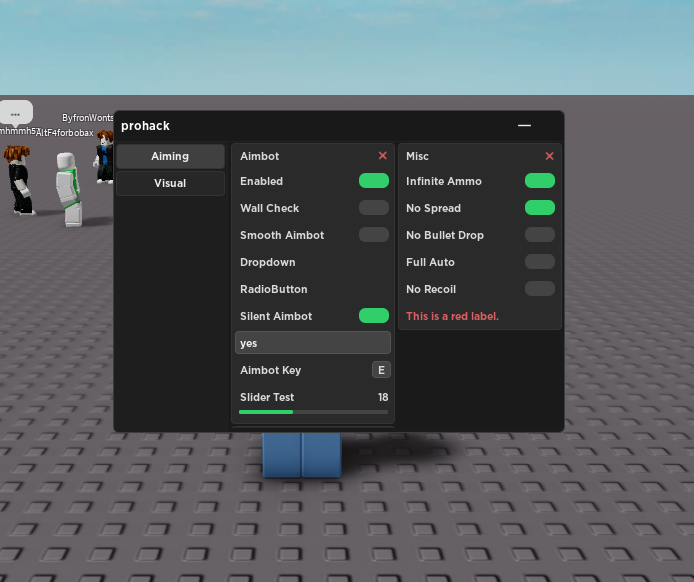 ...
ByfronWonts
mhmmh57
AltF4forbobax
prohack
Aiming
Visual
Aimbot
Enabled
Wall Check
Smooth Aimbot
Dropdown
RadioButton
Silent Aimbot
yes
Aimbot Key E
Slider Test 18
Misc
Infinite Ammo
No Spread
No Bullet Drop
Full Auto
No Recoil
This is a red label.